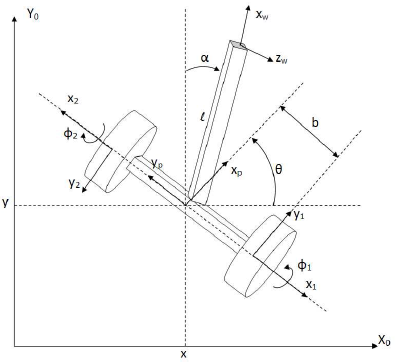 Y₀
x_w
α
z_w
x₂
ℓ
b
ϕ₂
y_p
x_p
θ
y₂
y
y₁
ϕ₁
x₁
x
X₀